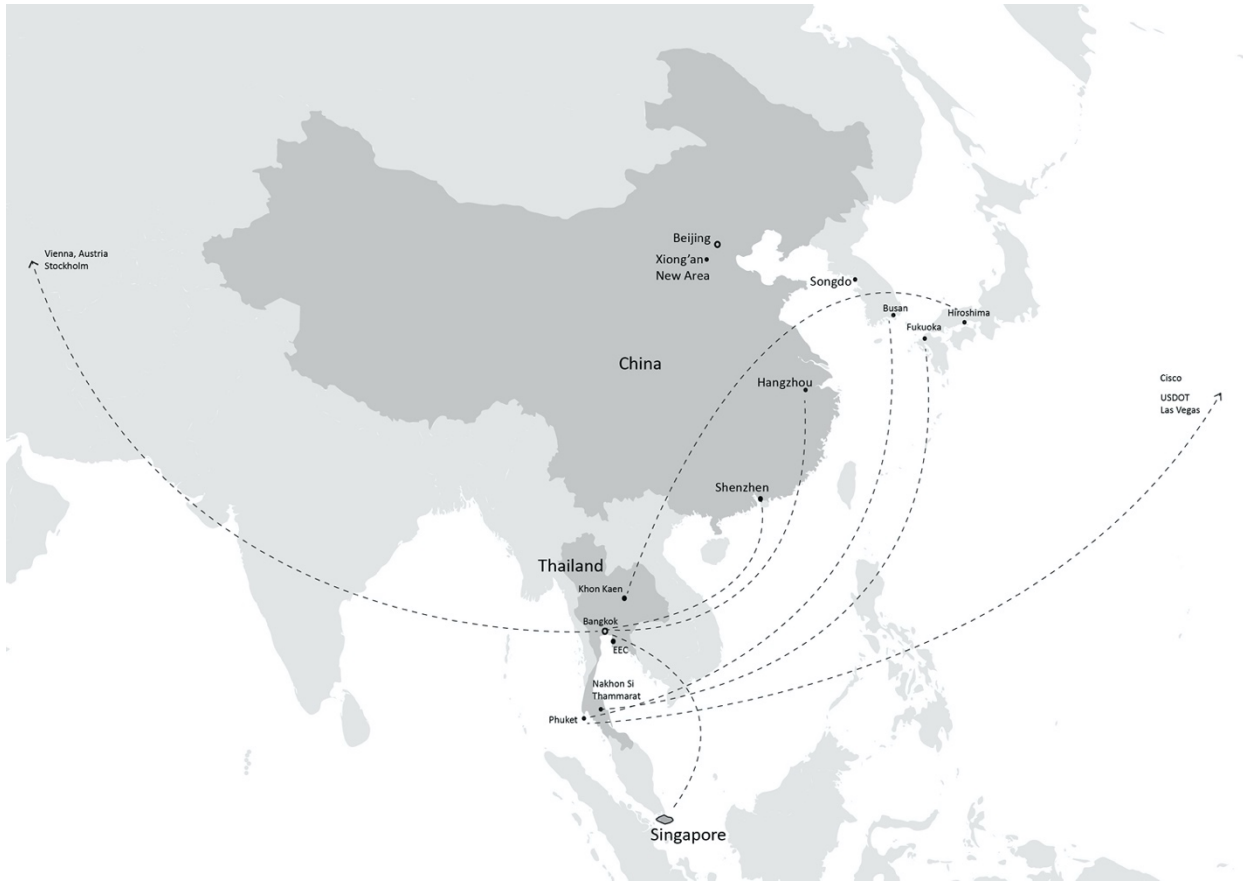 Beijing
Vienna, Austria
Stockholm
Xiong'an
New Area
Songdo
Busan
Hiroshima
Fukuoka
China
Hangzhou
Cisco
USDOT
Las Vegas
Shenzhen
Thailand
Khon Kaen
Bangkok
EEC
Nakhon Si
Thammarat
Phuket
Singapore